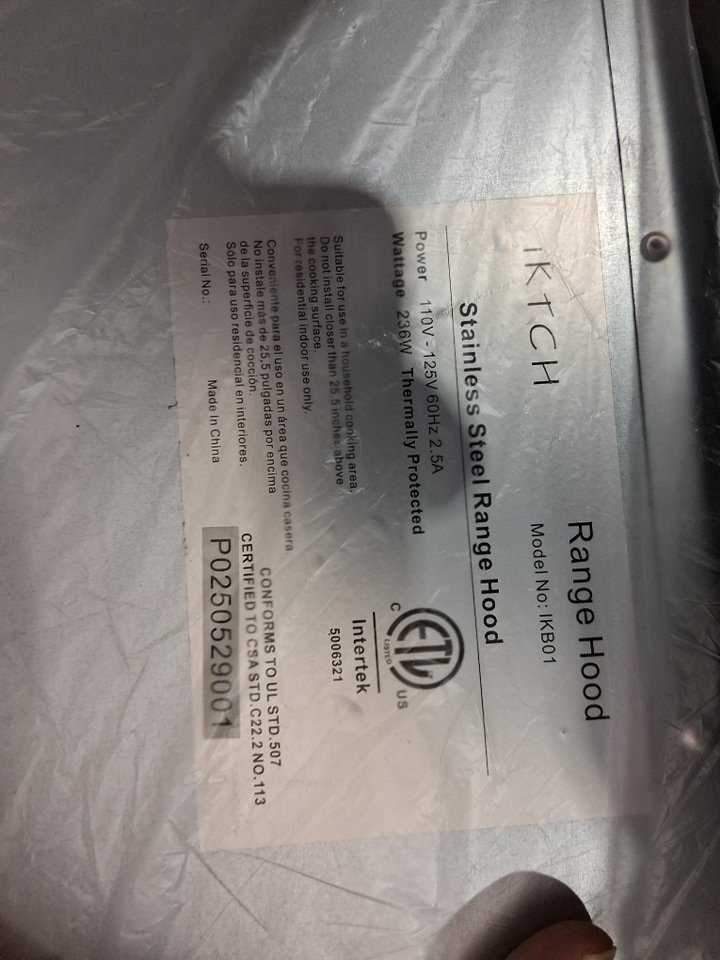 iKTCH
Range Hood
Model No: IKB01
Stainless Steel Range Hood
Power 110V - 125V 60Hz 2.5A
Wattage 236W Thermally Protected
C ETL US
LISTED
Intertek
5006321
Suitable for use in a household cooking area.
Do not install closer than 25.5 inches above
the cooking surface.
For residential indoor use only.
Conveniente para el uso en un área que cocina casera.
No instale más de 25.5 pulgadas por encima
de la superficie de cocción.
Sólo para uso residencial en interiores.
CONFORMS TO UL STD.507
CERTIFIED TO CSA STD.C22.2 NO.113
Serial No.:
Made In China
P0250529001